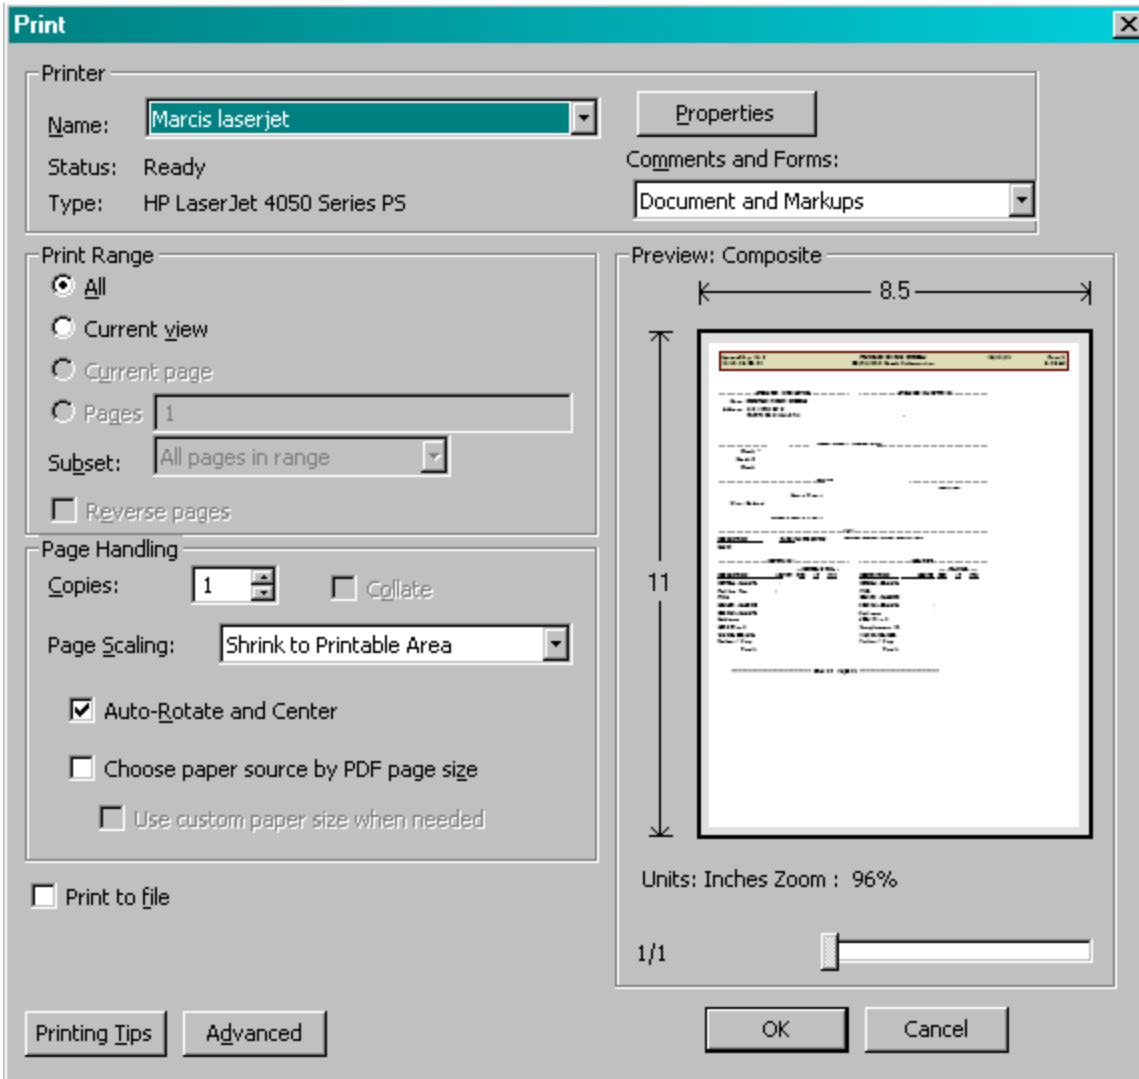 Print
Printer
Name: Marcis laserjet Properties
Status: Ready
Comments and Forms:
Type: HP LaserJet 4050 Series PS
Document and Markups
Print Range
All
Current view
Current page
Pages 1
Subset: All pages in range
Reverse pages
Page Handling
Copies: 1 Collate
Page Scaling: Shrink to Printable Area
Auto-Rotate and Center
Choose paper source by PDF page size
Use custom paper size when needed
Print to file
Preview: Composite
8.5
11
Units: Inches Zoom : 96%
1/1
Printing Tips Advanced OK Cancel